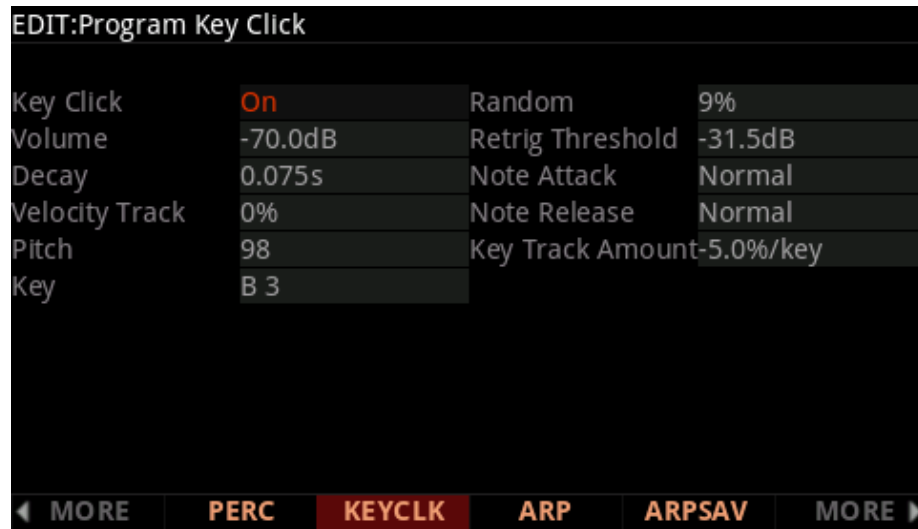 EDIT:Program Key Click
Key Click On Random 9%
Volume -70.0dB Retrig Threshold -31.5dB
Decay 0.075s Note Attack Normal
Velocity Track 0% Note Release Normal
Pitch 98 Key Track Amount -5.0%/key
Key B 3
MORE PERC KEYCLK ARP ARPSAV MORE